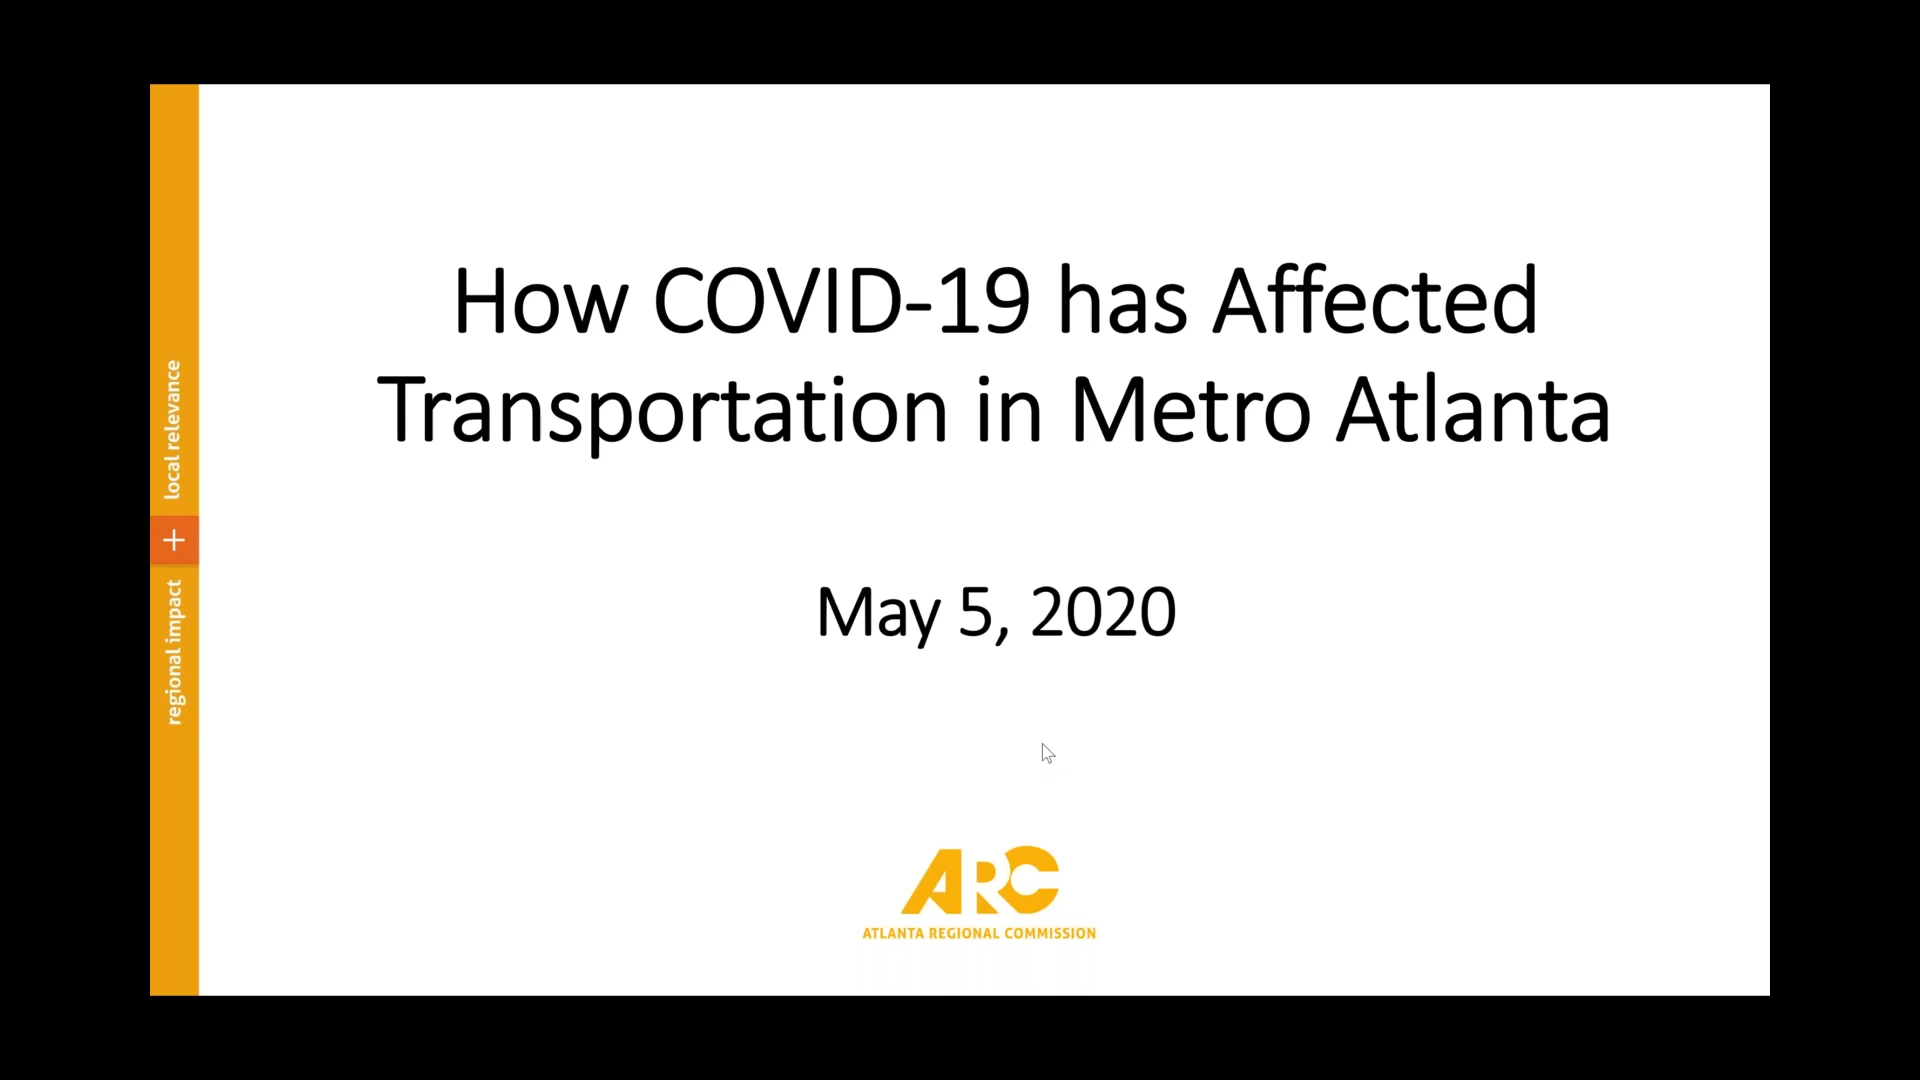 How COVID-19 has Affected
Transportation in Metro Atlanta
May 5, 2020
regional impact + local relevance
ARC
ATLANTA REGIONAL COMMISSION